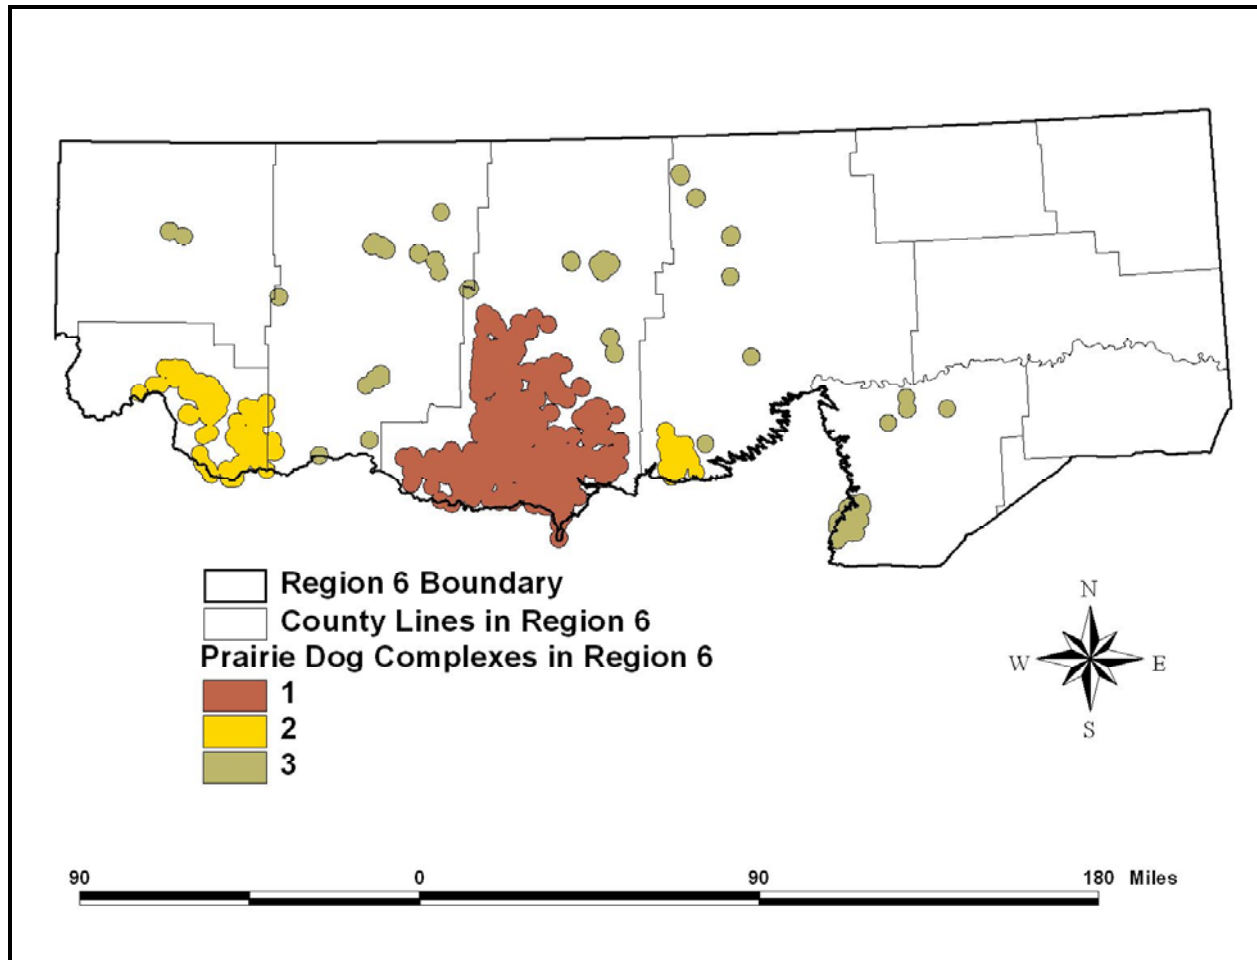 Region 6 Boundary
County Lines in Region 6
Prairie Dog Complexes in Region 6
1
2
3
N
W E
S
90 0 90 180 Miles